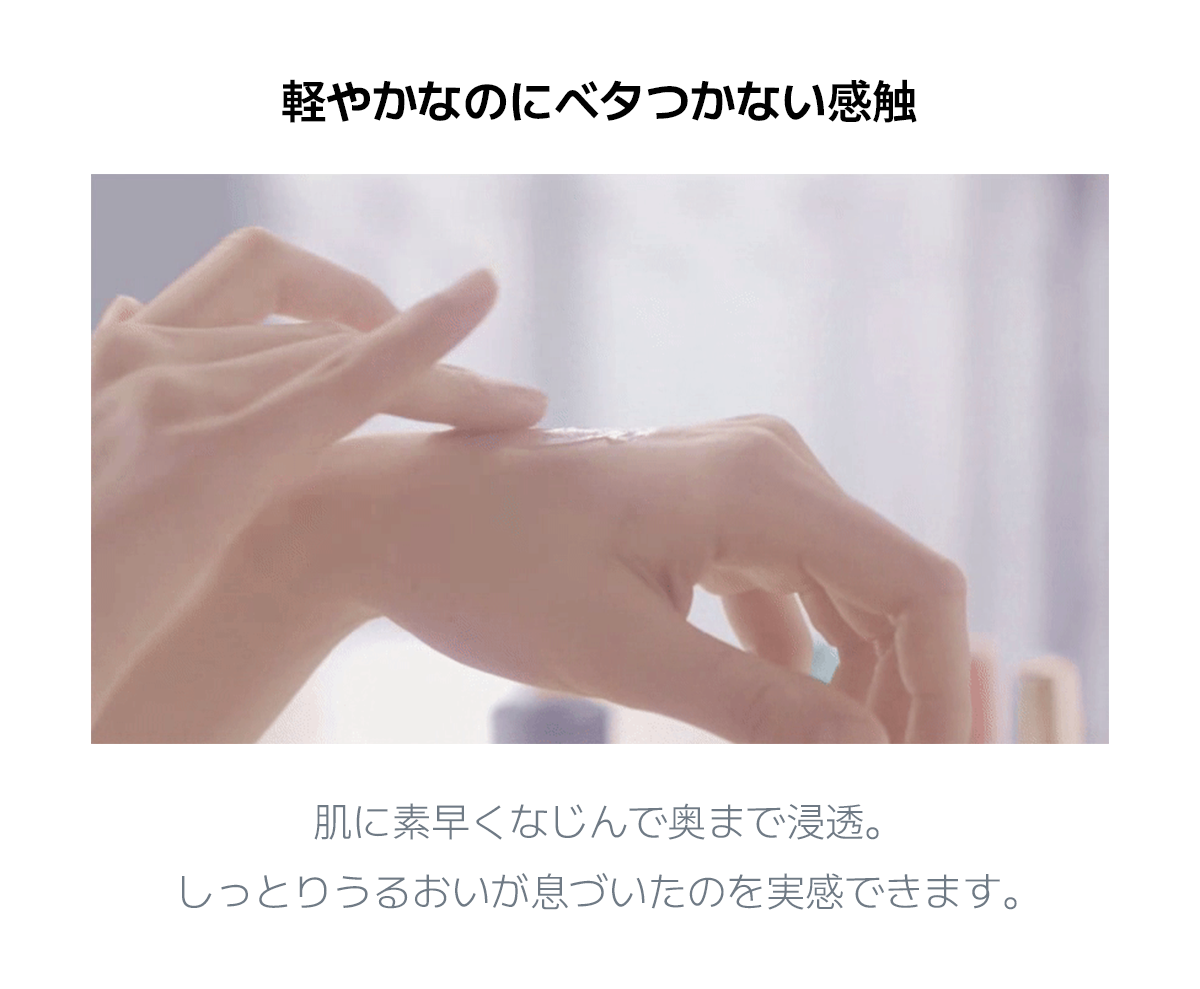 軽やかなのにベタつかない感触
肌に素早くなじんで奥まで浸透。
しっとりうるおいが息づいたのを実感できます。